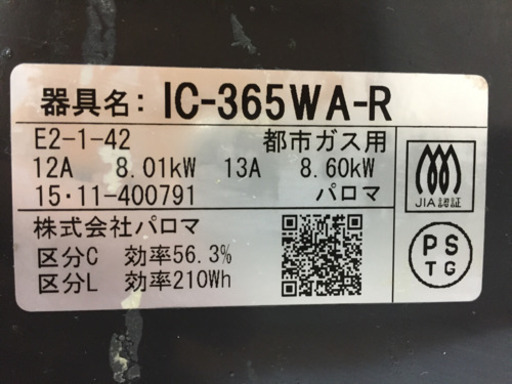 器具名: IC-365WA-R
E2-1-42 都市ガス用
12A 8.01kW 13A 8.60kW
15・11-400791 パロマ
株式会社パロマ
区分C 効率56.3%
区分L 効率210Wh
JIA認証
PS
TG